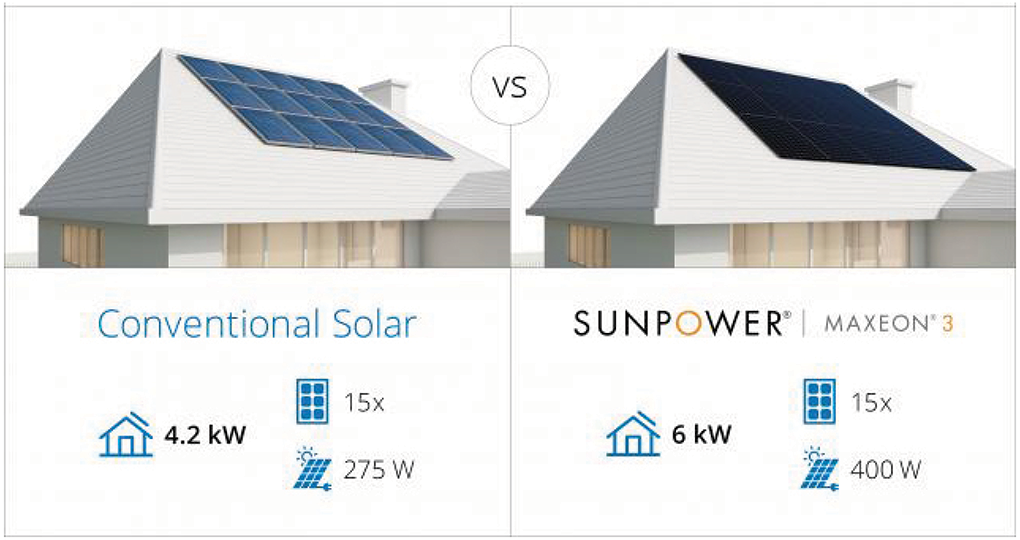 VS
Conventional Solar
4.2 kW
15x
275 W
SUNPOWER® | MAXEON® 3
6 kW
15x
400 W